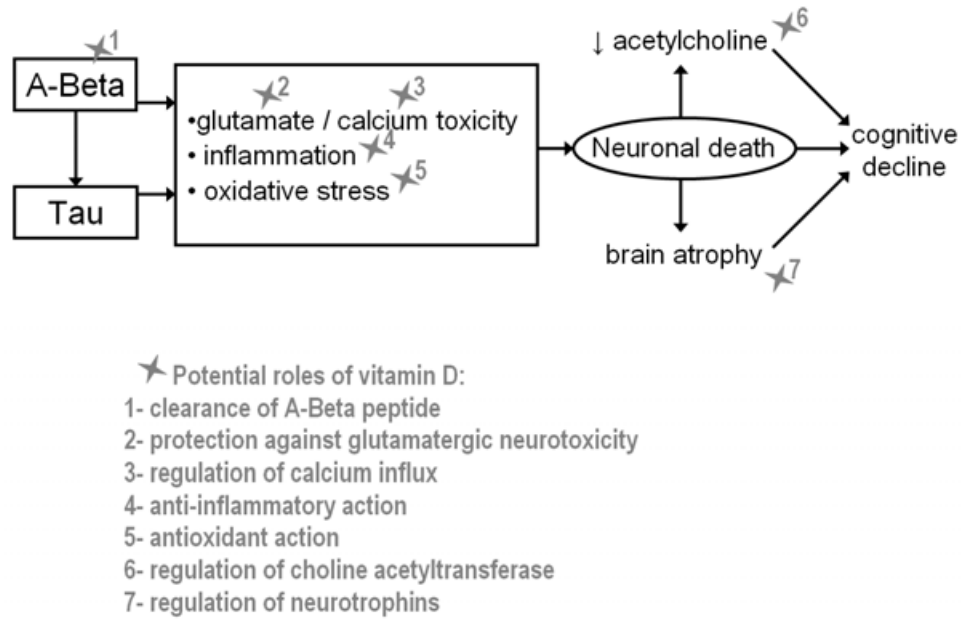 1
A-Beta
Tau
2 3
•glutamate / calcium toxicity
• inflammation 4
• oxidative stress 5
Neuronal death
↓ acetylcholine 6
brain atrophy 7
cognitive
decline
Potential roles of vitamin D:
1- clearance of A-Beta peptide
2- protection against glutamatergic neurotoxicity
3- regulation of calcium influx
4- anti-inflammatory action
5- antioxidant action
6- regulation of choline acetyltransferase
7- regulation of neurotrophins